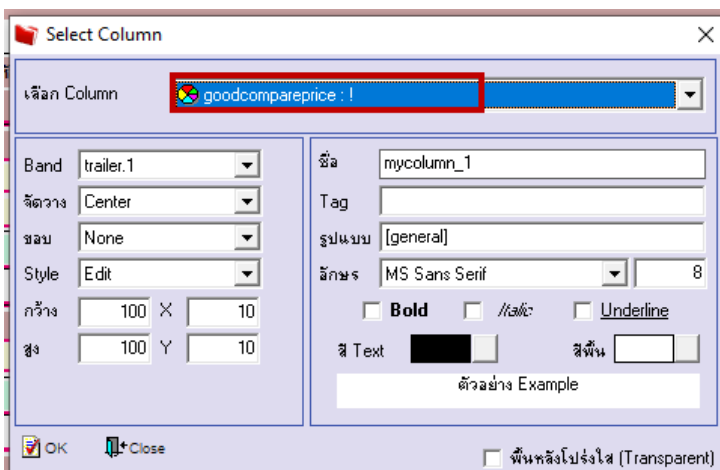 Select Column
เลือก Column
goodcompareprice : !
Band
trailer.1
จัดวาง
Center
ขอบ
None
Style
Edit
กว้าง
100
X
10
สูง
100
Y
10
ชื่อ
mycolumn_1
Tag
รูปแบบ
[general]
อักษร
MS Sans Serif
8
Bold
Italic
Underline
สี Text
สีพื้น
ตัวอย่าง Example
OK
Close
พื้นหลังโปร่งใส (Transparent)